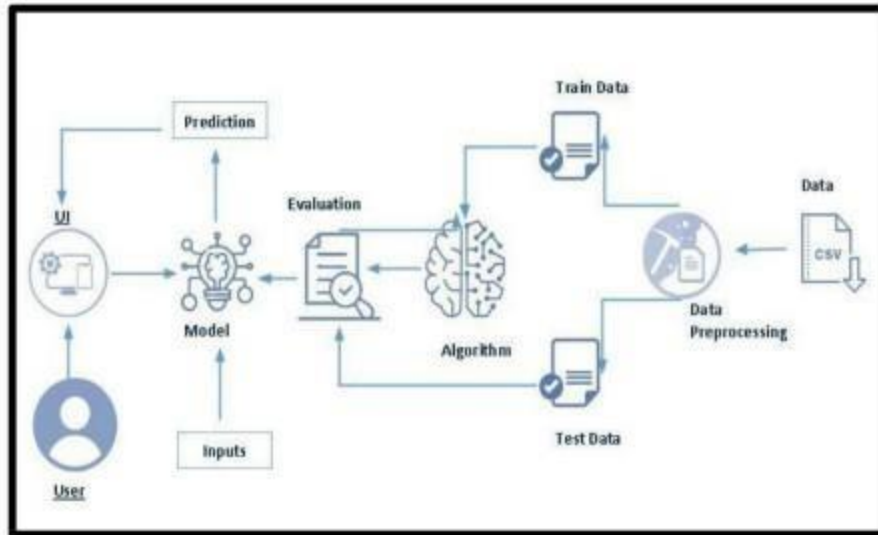 Train Data
Prediction
Data
Evaluation
UI
CSV
Model
Algorithm
Data
Preprocessing
Inputs
Test Data
User